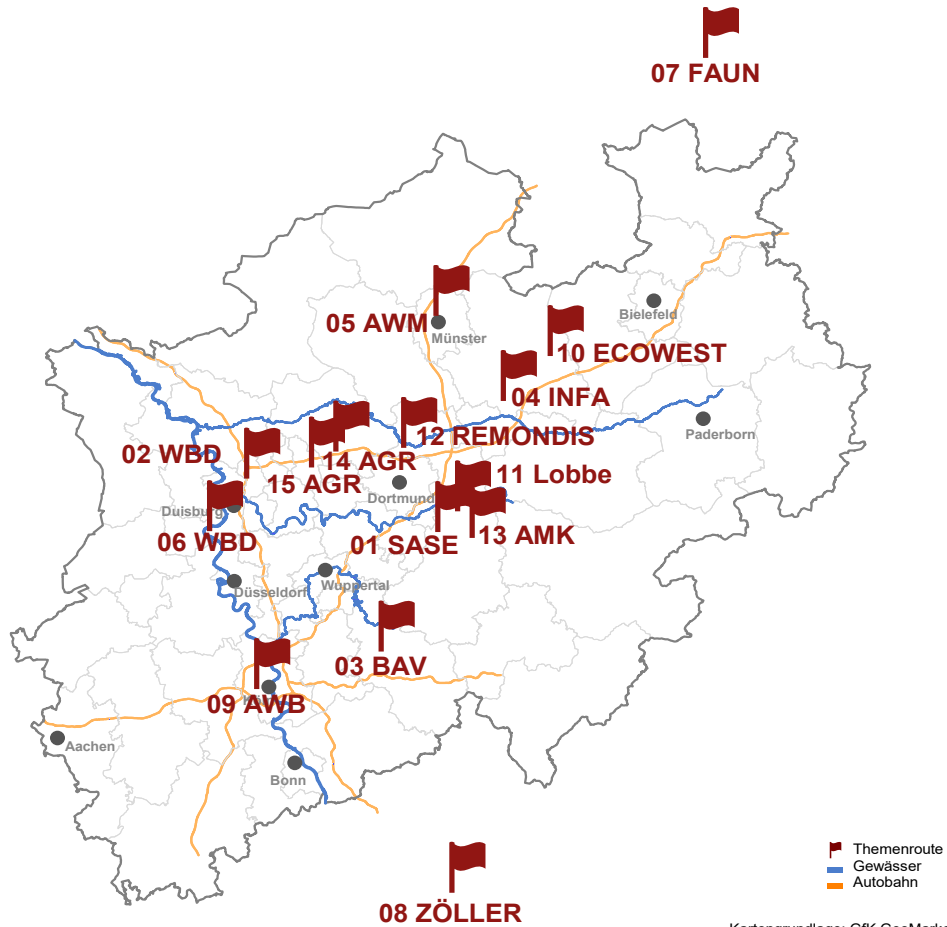 07 FAUN
Bielefeld
05 AWM
Münster
10 ECOWEST
04 INFA
Paderborn
12 REMONDIS
02 WBD
14 AGR
11 Lobbe
15 AGR
Dortmund
Duisburg
13 AMK
06 WBD
01 SASE
Wuppertal
Düsseldorf
03 BAV
09 AWB
Aachen
Bonn
Themenroute
Gewässer
Autobahn
08 ZÖLLER